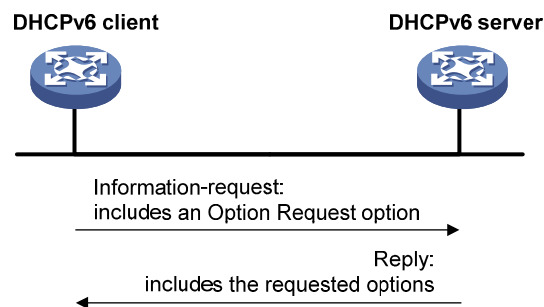 DHCPv6 client
DHCPv6 server
Information-request:
includes an Option Request option
Reply:
includes the requested options